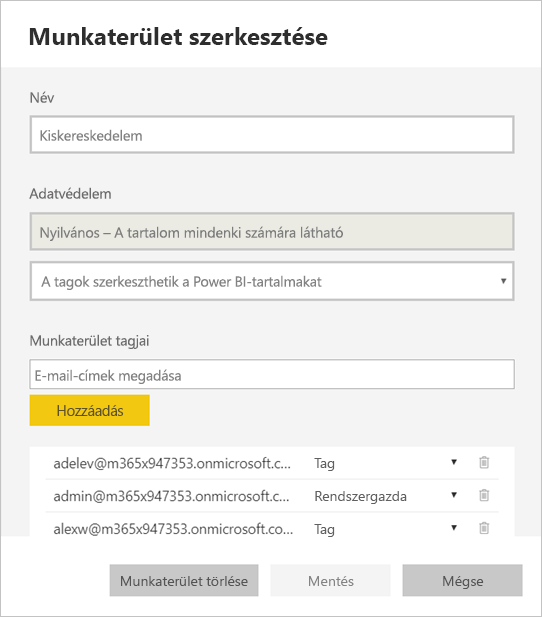 Munkaterület szerkesztése
Név
Kiskereskedelem
Adatvédelem
Nyilvános – A tartalom mindenki számára látható
A tagok szerkeszthetik a Power BI-tartalmakat
Munkaterület tagjai
E-mail-címek megadása
Hozzáadás
adelev@m365x947353.onmicrosoft.c... Tag
admin@m365x947353.onmicrosoft.c... Rendszergazda
alexw@m365x947353.onmicrosoft.co... Tag
Munkaterület törlése Mentés Mégse